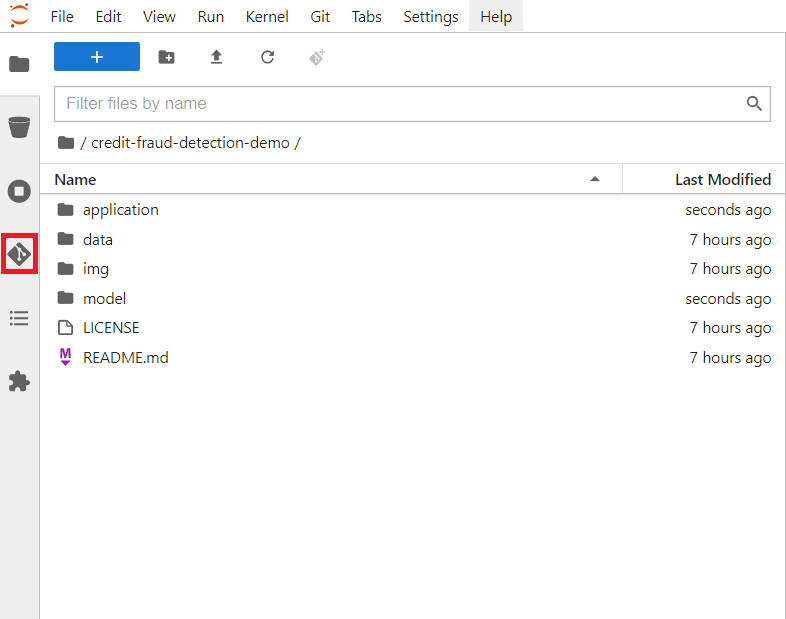 File Edit View Run Kernel Git Tabs Settings Help
+
Filter files by name
/ credit-fraud-detection-demo /
Name Last Modified
application seconds ago
data 7 hours ago
img 7 hours ago
model seconds ago
LICENSE 7 hours ago
M README.md 7 hours ago